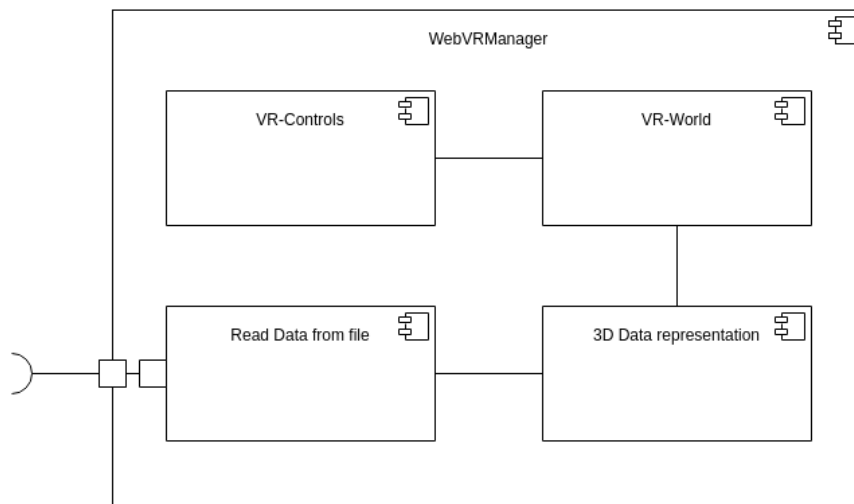 WebVRManager
VR-Controls
VR-World
Read Data from file
3D Data representation